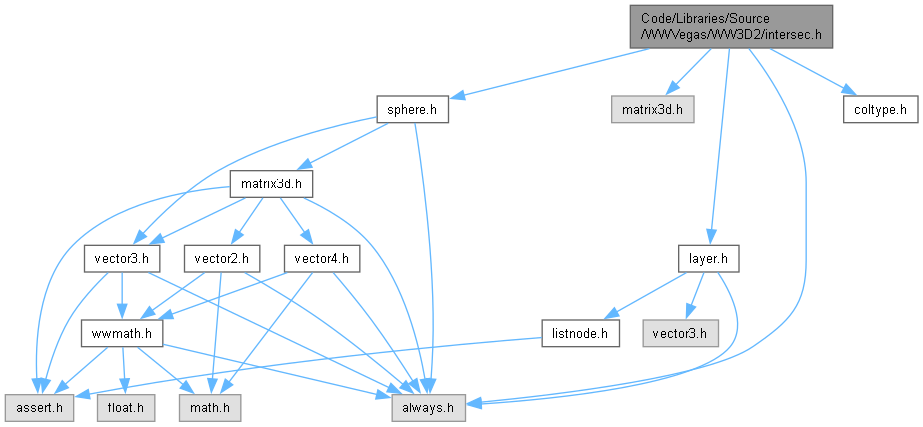 Code/Libraries/Source
/WWVegas/WW3D2/intersec.h
sphere.h
matrix3d.h
coltype.h
matrix3d.h
vector3.h
vector2.h
vector4.h
layer.h
wwmath.h
listnode.h
vector3.h
assert.h
float.h
math.h
always.h